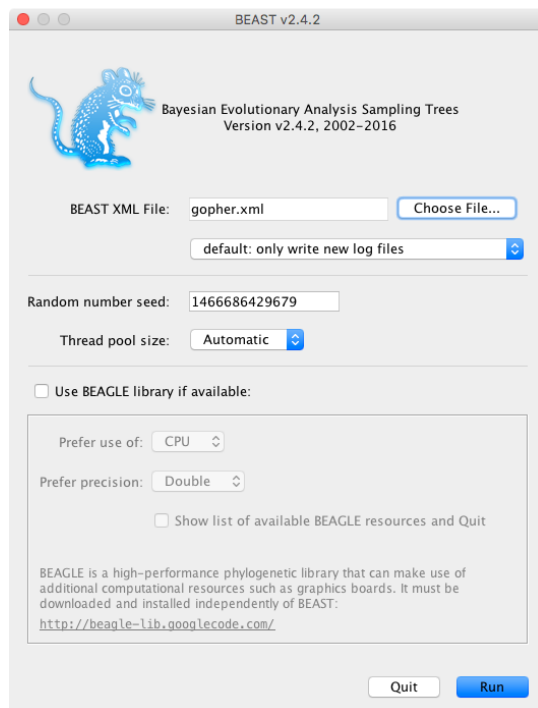 BEAST v2.4.2
Bayesian Evolutionary Analysis Sampling Trees
Version v2.4.2, 2002-2016
BEAST XML File: gopher.xml Choose File...
default: only write new log files
Random number seed: 1466686429679
Thread pool size: Automatic
Use BEAGLE library if available:
Prefer use of: CPU
Prefer precision: Double
Show list of available BEAGLE resources and Quit
BEAGLE is a high-performance phylogenetic library that can make use of
additional computational resources such as graphics boards. It must be
downloaded and installed independently of BEAST:
http://beagle-lib.googlecode.com/
Quit Run